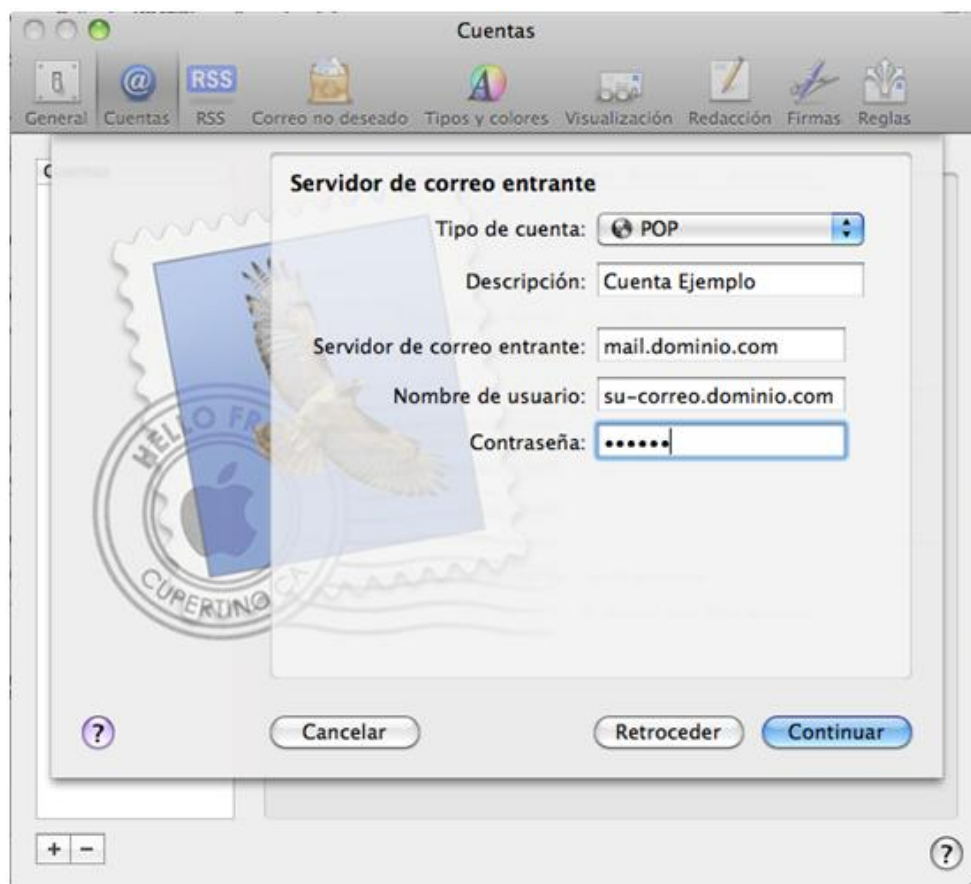 Cuentas
General Cuentas RSS Correo no deseado Tipos y colores Visualización Redacción Firmas Reglas
RSS
Servidor de correo entrante
Tipo de cuenta: POP
Descripción: Cuenta Ejemplo
Servidor de correo entrante: mail.dominio.com
Nombre de usuario: su-correo.dominio.com
Contraseña: ••••••
HELLO FR
CUPERTINO CA
? Cancelar Retroceder Continuar
+ − ?